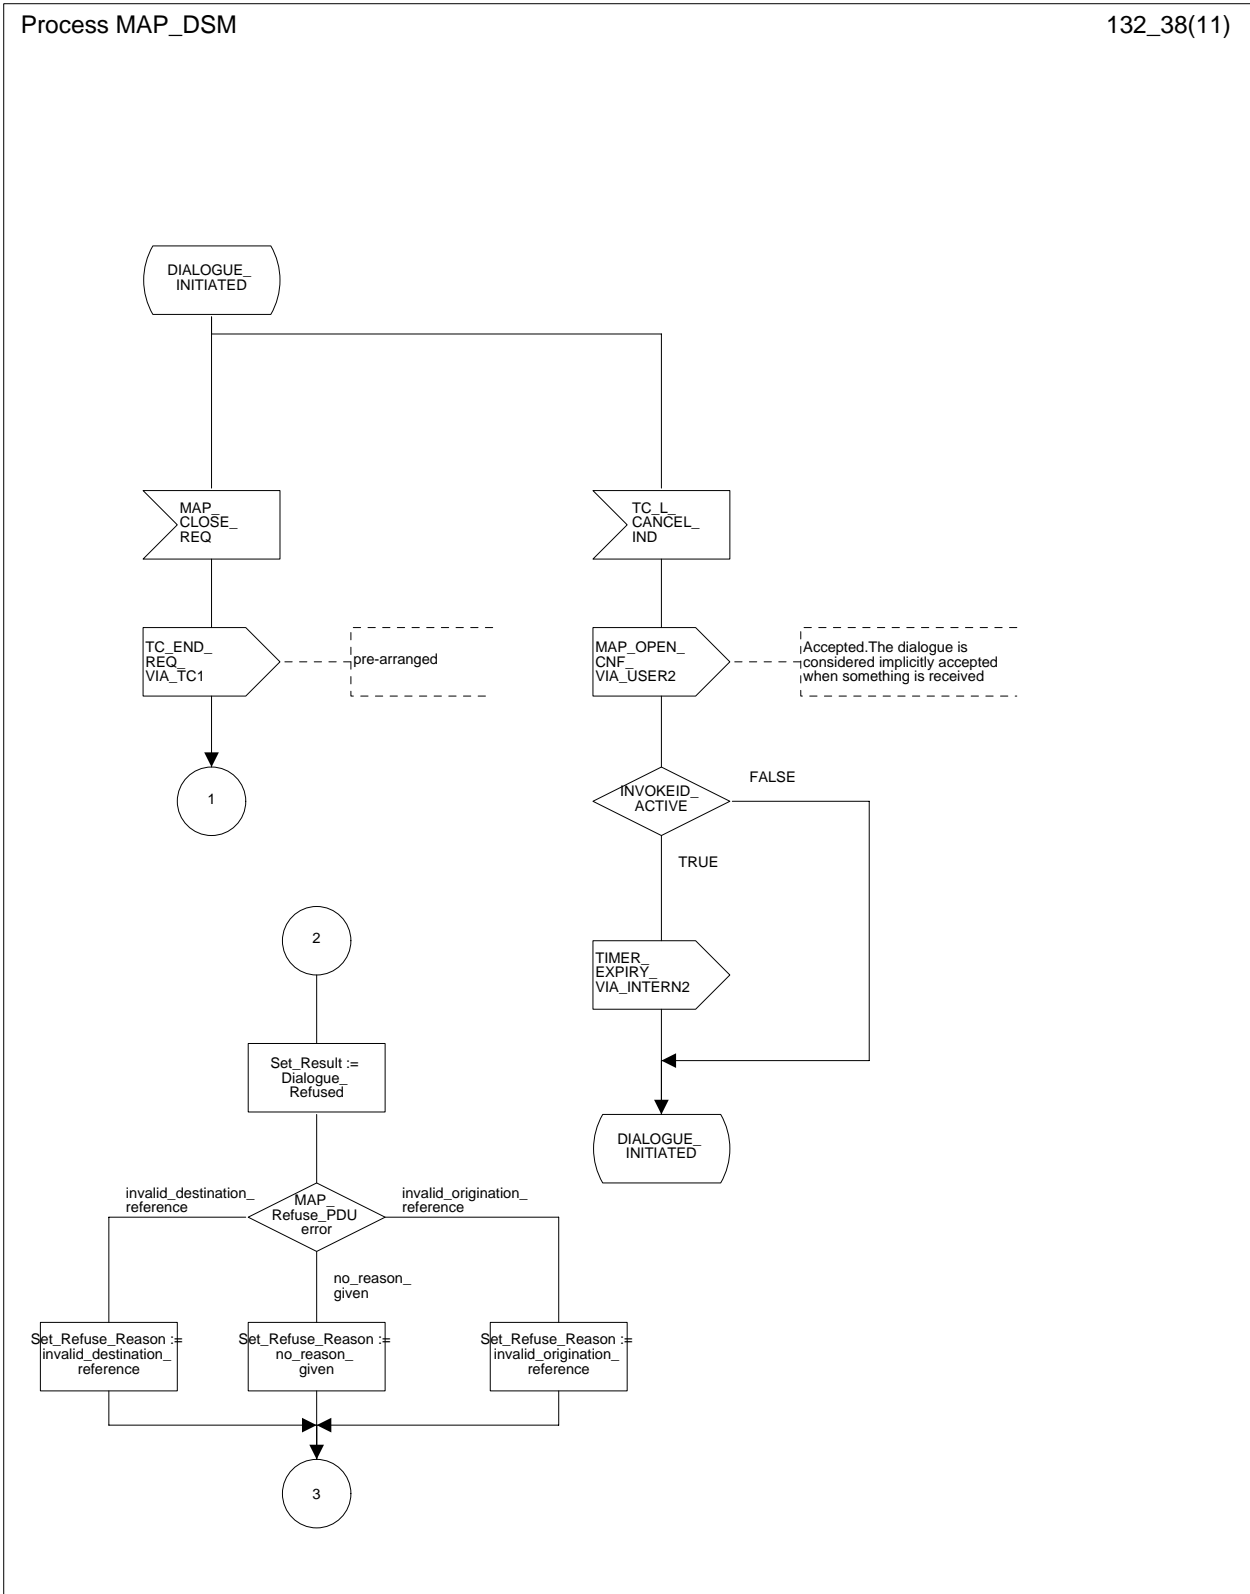 Process MAP_DSM
132_38(11)
DIALOGUE_
INITIATED
MAP_
CLOSE_
REQ
TC_L_
CANCEL_
IND
TC_END_
REQ_
VIA_TC1
pre-arranged
MAP_OPEN_
CNF_
VIA_USER2
Accepted.The dialogue is
considered implicitly accepted
when something is received
1
INVOKEID_
ACTIVE
FALSE
TRUE
2
TIMER_
EXPIRY_
VIA_INTERN2
Set_Result :=
Dialogue_
Refused
DIALOGUE_
INITIATED
invalid_destination_
reference
MAP_
Refuse_PDU
error
invalid_origination_
reference
no_reason_
given
Set_Refuse_Reason :=
invalid_destination_
reference
Set_Refuse_Reason :=
no_reason_
given
Set_Refuse_Reason :=
invalid_origination_
reference
3